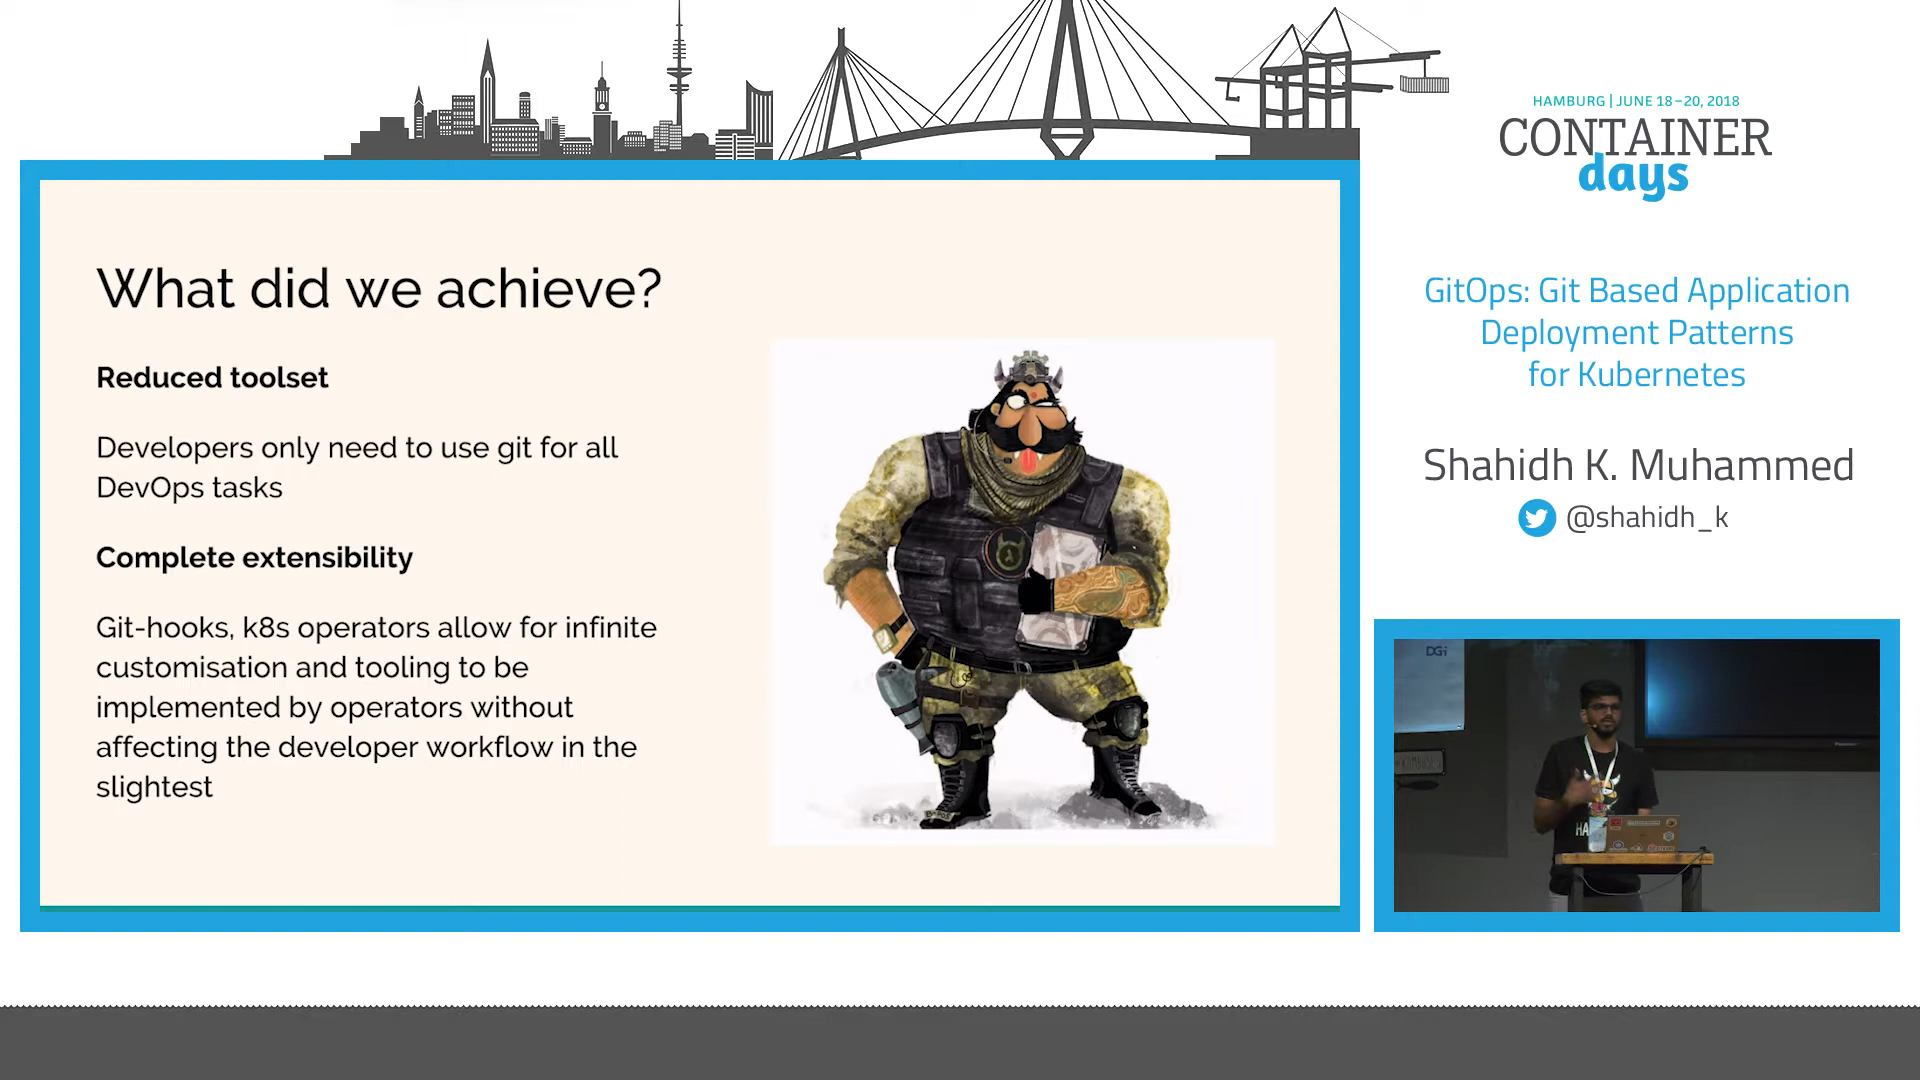 HAMBURG | JUNE 18–20, 2018
CONTAINER
days
What did we achieve?
Reduced toolset
Developers only need to use git for all
DevOps tasks
Complete extensibility
Git-hooks, k8s operators allow for infinite
customisation and tooling to be
implemented by operators without
affecting the developer workflow in the
slightest
GitOps: Git Based Application
Deployment Patterns
for Kubernetes
Shahidh K. Muhammed
@shahidh_k
DGi
HA